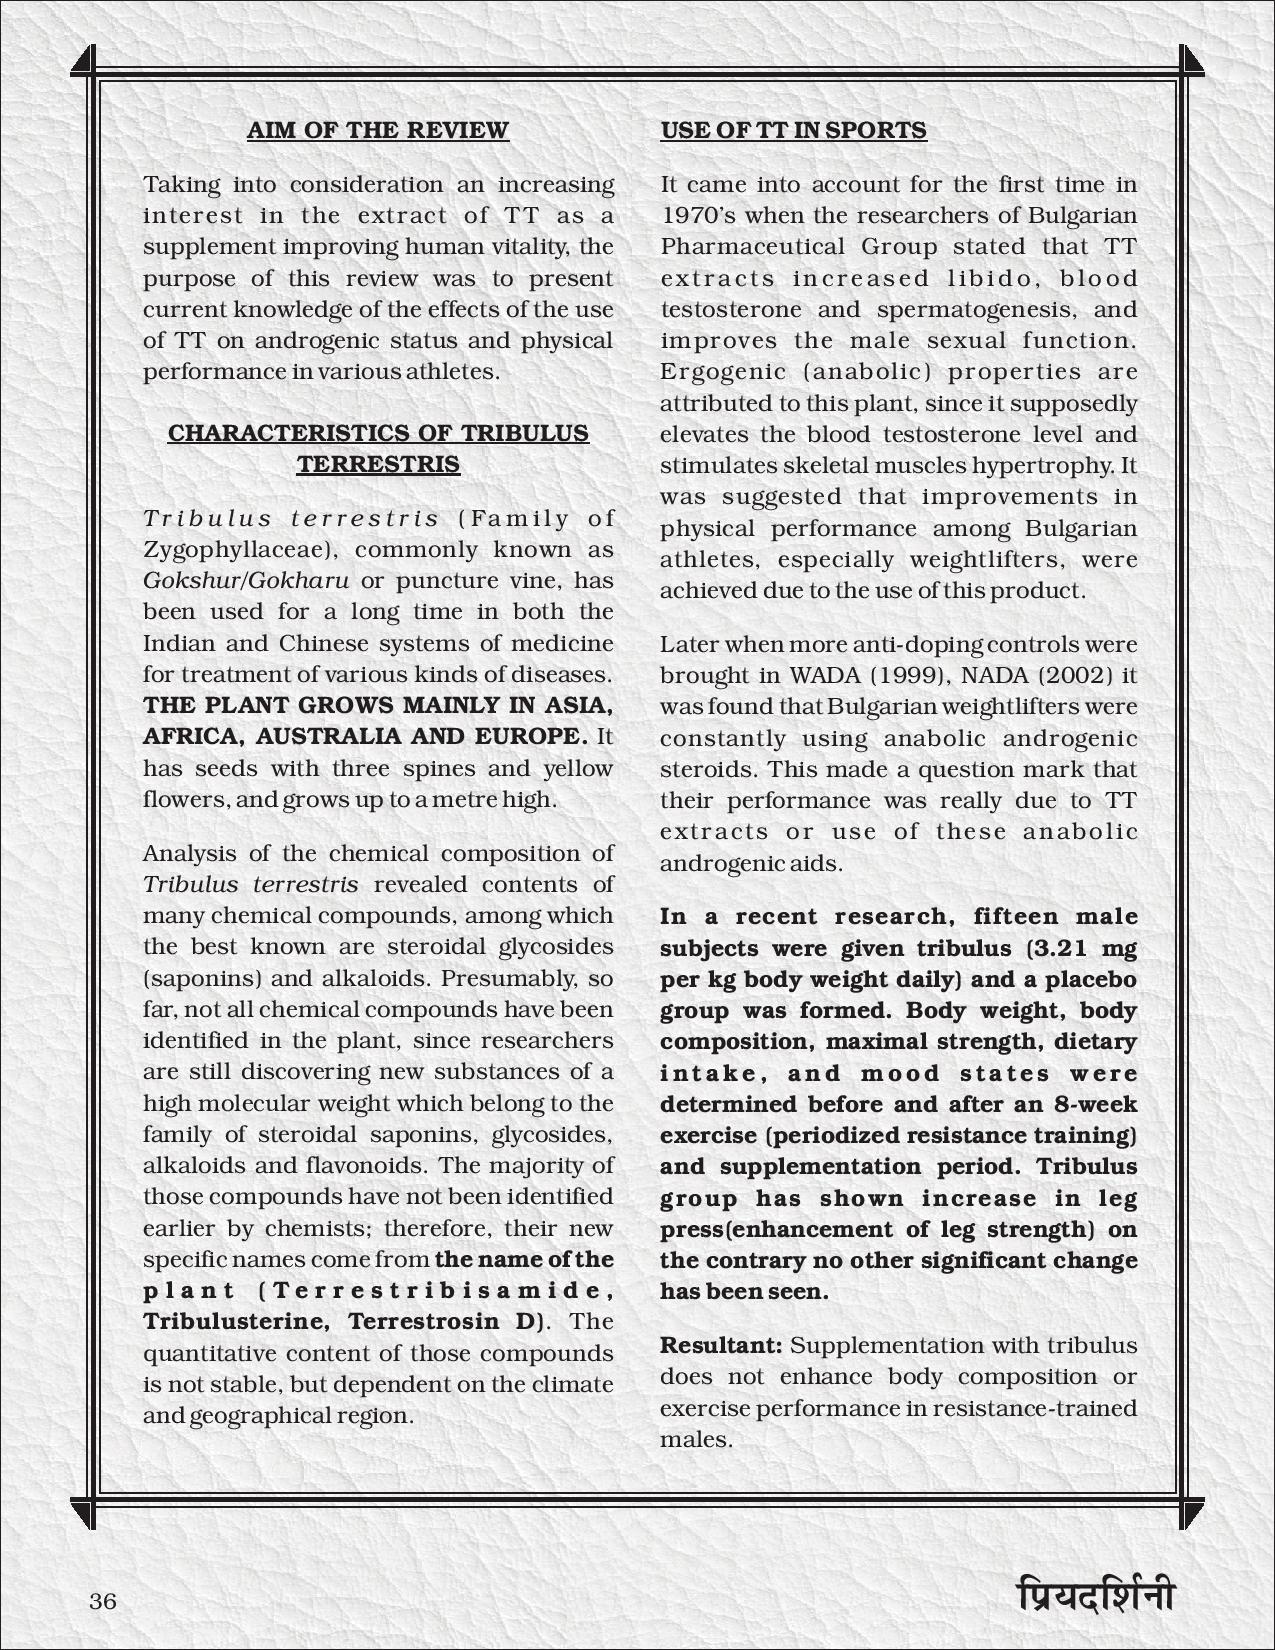 AIM OF THE REVIEW
Taking into consideration an increasing
interest in the extract of TT as a
supplement improving human vitality, the
purpose of this review was to present
current knowledge of the effects of the use
of TT on androgenic status and physical
performance in various athletes.
CHARACTERISTICS OF TRIBULUS
TERRESTRIS
Tribulus terrestris (Family of
Zygophyllaceae), commonly known as
Gokshur/Gokharu or puncture vine, has
been used for a long time in both the
Indian and Chinese systems of medicine
for treatment of various kinds of diseases.
THE PLANT GROWS MAINLY IN ASIA,
AFRICA, AUSTRALIA AND EUROPE. It
has seeds with three spines and yellow
flowers, and grows up to a metre high.
Analysis of the chemical composition of
Tribulus terrestris revealed contents of
many chemical compounds, among which
the best known are steroidal glycosides
(saponins) and alkaloids. Presumably, so
far, not all chemical compounds have been
identified in the plant, since researchers
are still discovering new substances of a
high molecular weight which belong to the
family of steroidal saponins, glycosides,
alkaloids and flavonoids. The majority of
those compounds have not been identified
earlier by chemists; therefore, their new
specific names come from the name of the
plant (Terrestribisamide,
Tribulusterine, Terrestrosin D). The
quantitative content of those compounds
is not stable, but dependent on the climate
and geographical region.
USE OF TT IN SPORTS
It came into account for the first time in
1970's when the researchers of Bulgarian
Pharmaceutical Group stated that TT
extracts increased libido, blood
testosterone and spermatogenesis, and
improves the male sexual function.
Ergogenic (anabolic) properties are
attributed to this plant, since it supposedly
elevates the blood testosterone level and
stimulates skeletal muscles hypertrophy. It
was suggested that improvements in
physical performance among Bulgarian
athletes, especially weightlifters, were
achieved due to the use of this product.
Later when more anti-doping controls were
brought in WADA (1999), NADA (2002) it
was found that Bulgarian weightlifters were
constantly using anabolic androgenic
steroids. This made a question mark that
their performance was really due to TT
extracts or use of these anabolic
androgenic aids.
In a recent research, fifteen male
subjects were given tribulus (3.21 mg
per kg body weight daily) and a placebo
group was formed. Body weight, body
composition, maximal strength, dietary
intake, and mood states were
determined before and after an 8-week
exercise (periodized resistance training)
and supplementation period. Tribulus
group has shown increase in leg
press(enhancement of leg strength) on
the contrary no other significant change
has been seen.
Resultant: Supplementation with tribulus
does not enhance body composition or
exercise performance in resistance-trained
males.
36
प्रियदर्शिनी